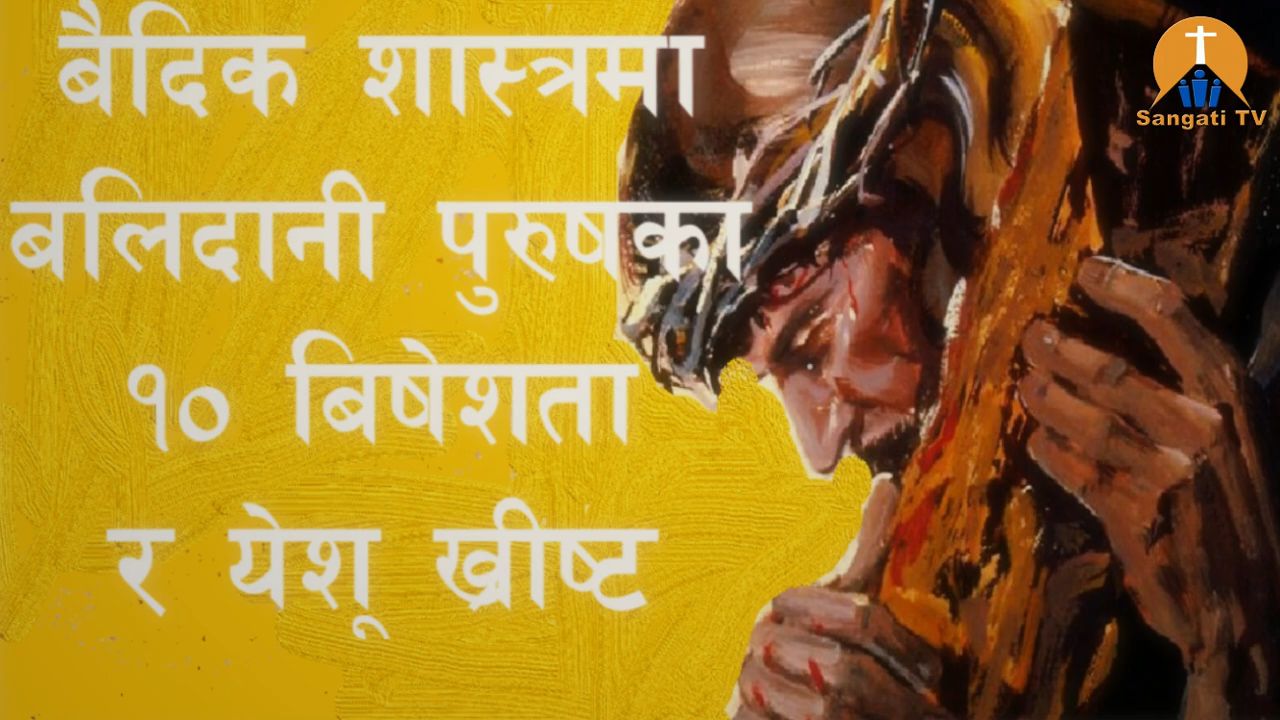 बैदिक शास्त्रमा
बलिदानी पुरुषका
१० बिषेशता
र येशू ख्रीष्ट
Sangati TV